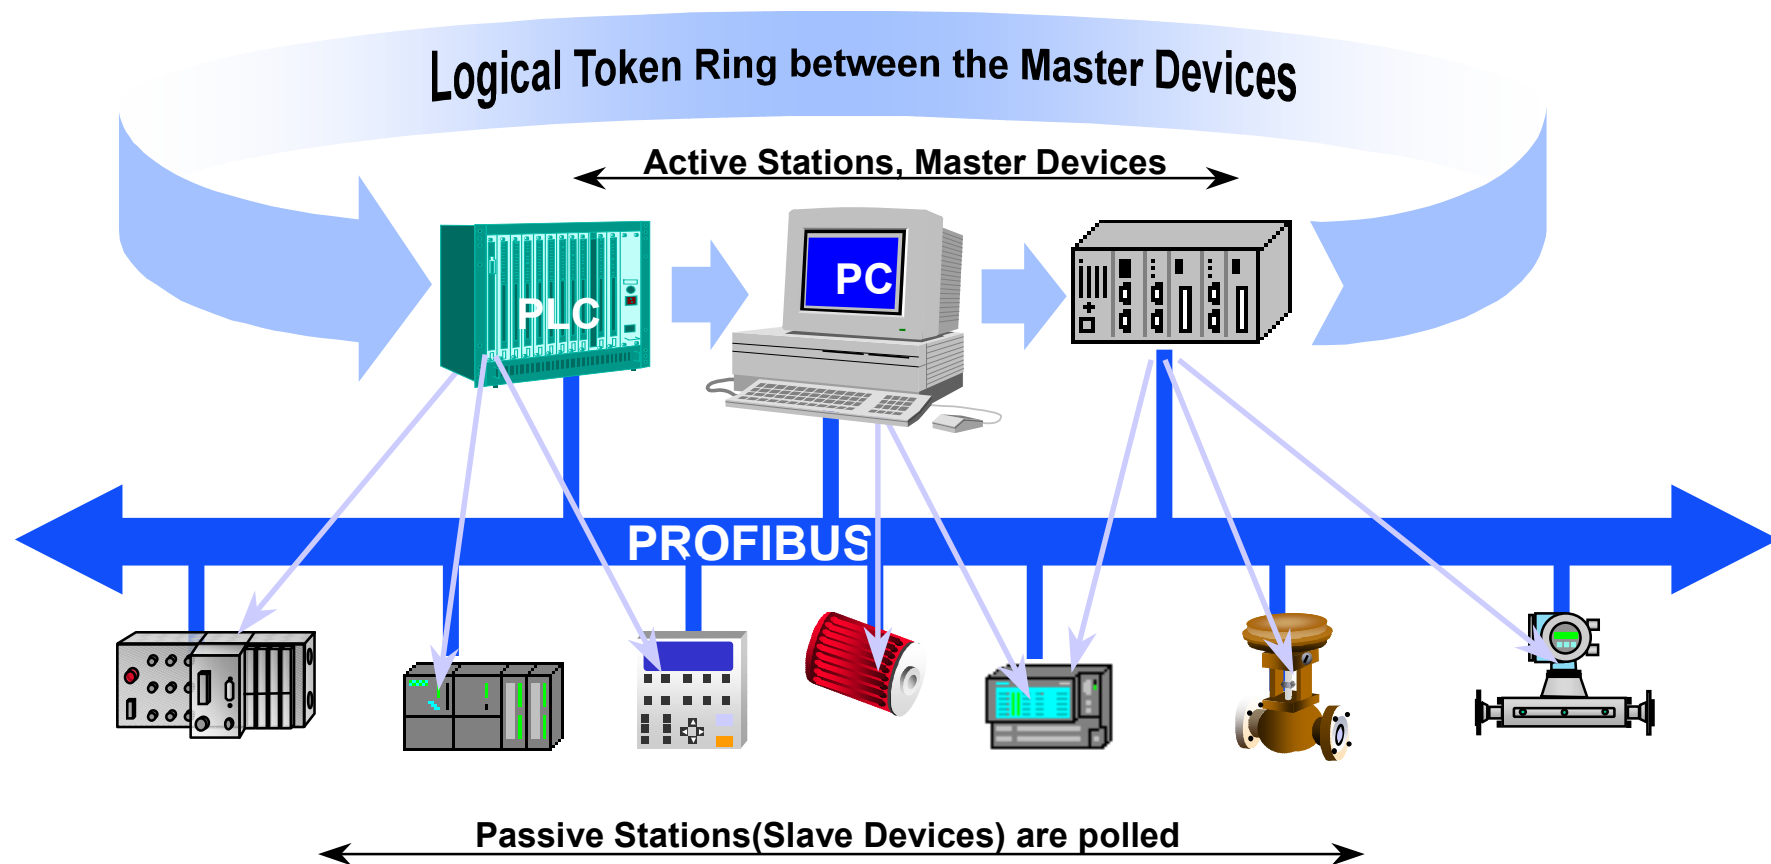 Logical Token Ring between the Master Devices
Active Stations, Master Devices
PLC
PC
PROFIBUS
Passive Stations(Slave Devices) are polled